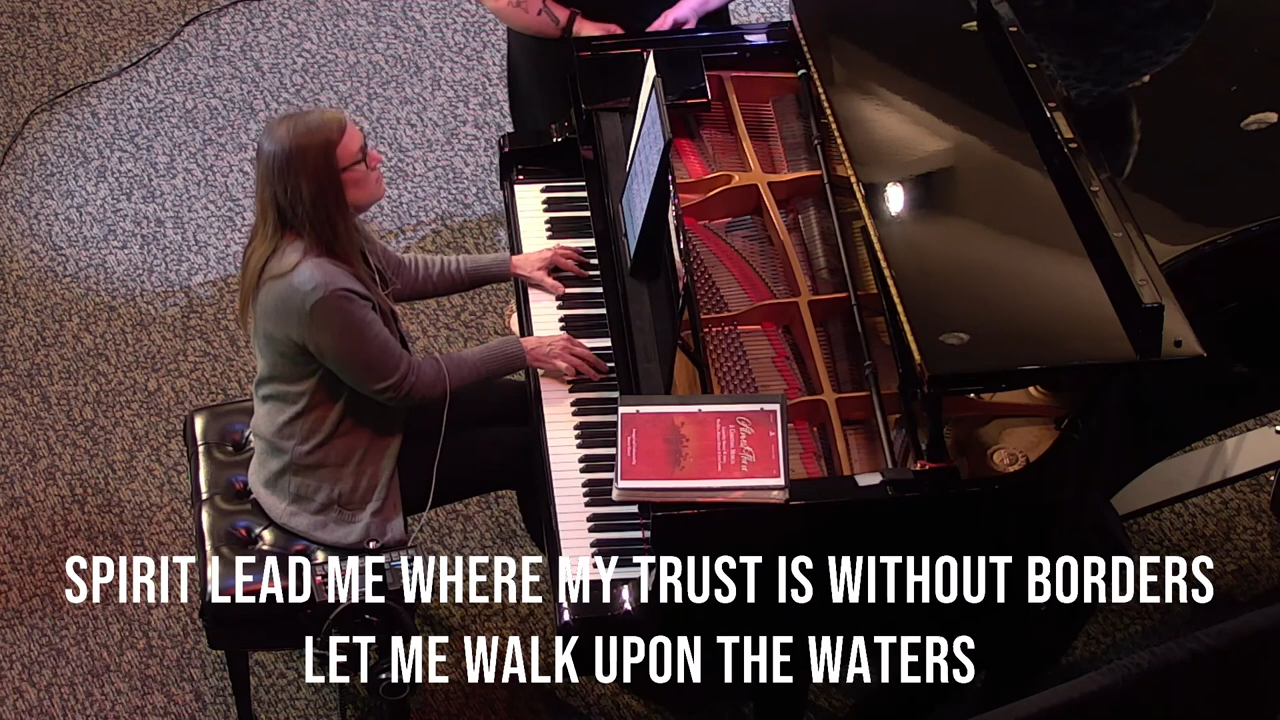 SPIRIT LEAD ME WHERE MY TRUST IS WITHOUT BORDERS
LET ME WALK UPON THE WATERS